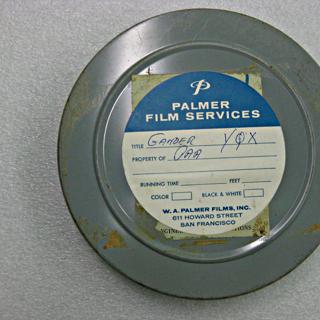 PALMER
FILM SERVICES
TITLE GANDER YQX
PROPERTY OF OAA
RUNNING TIME FEET
COLOR BLACK & WHITE
W. A. PALMER FILMS, INC.
611 HOWARD STREET
SAN FRANCISCO